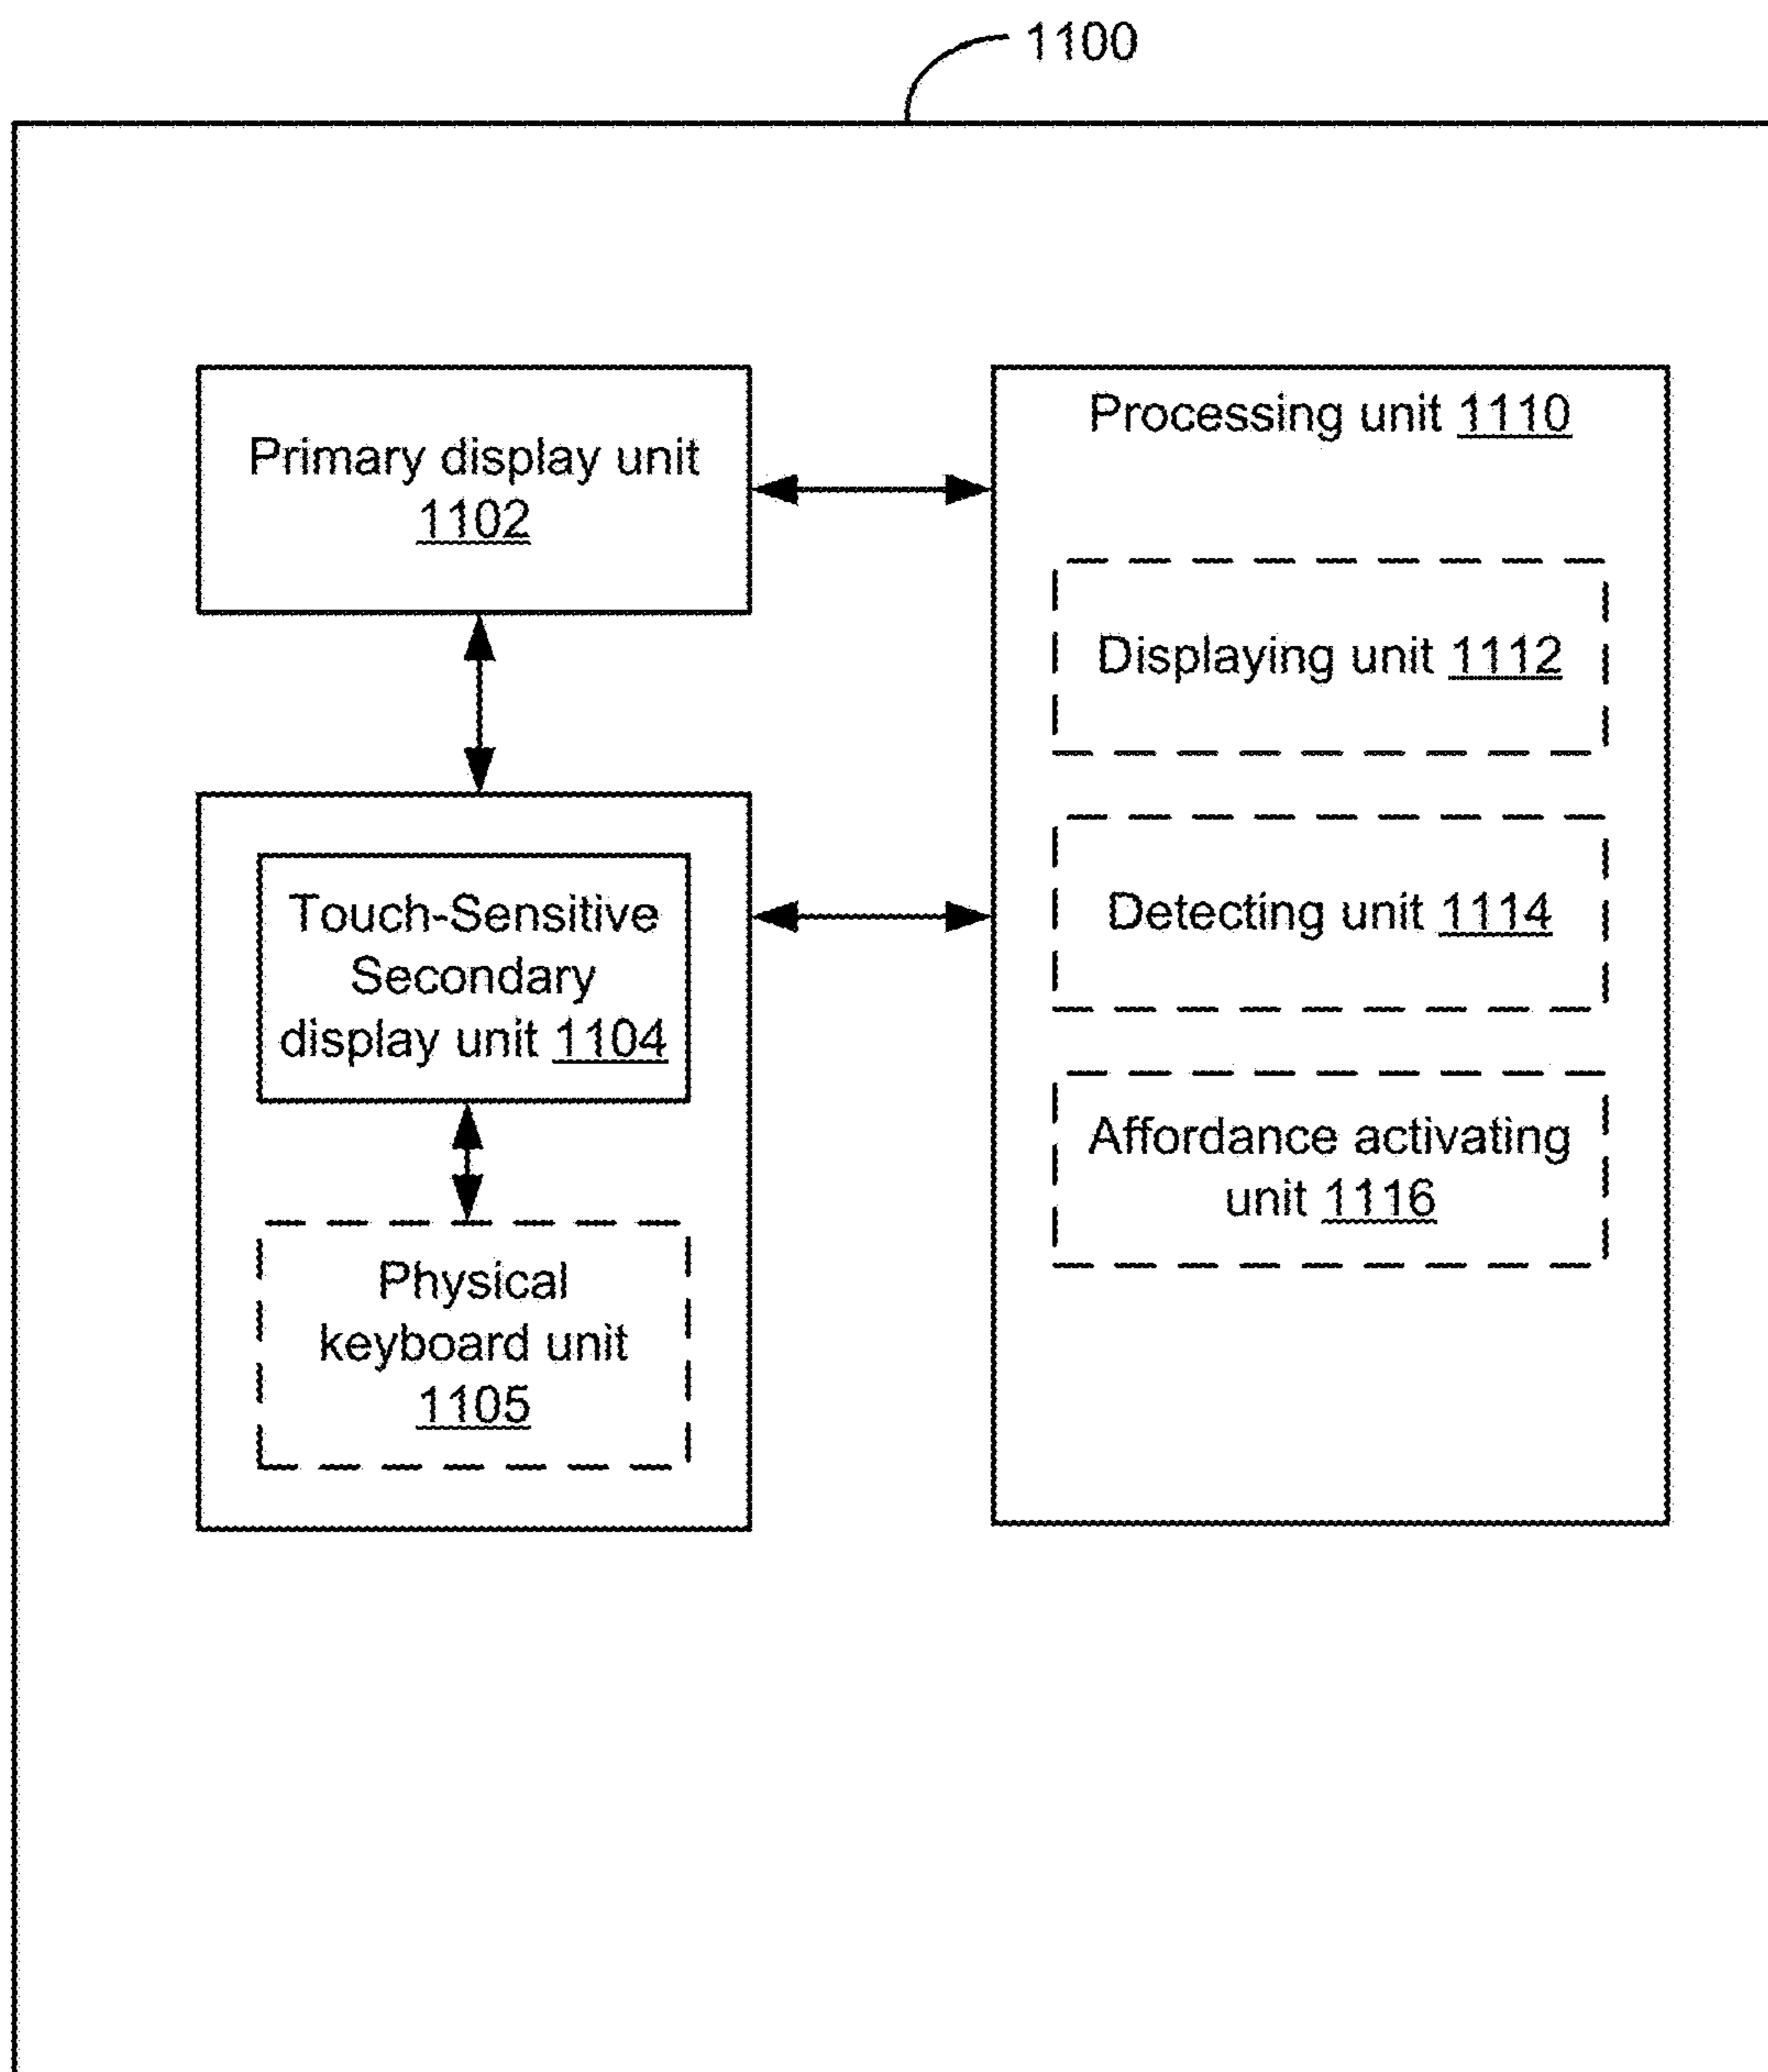 1100
Primary display unit
1102
Touch-Sensitive
Secondary
display unit 1104
Physical
keyboard unit
1105
Processing unit 1110
Displaying unit 1112
Detecting unit 1114
Affordance activating
unit 1116